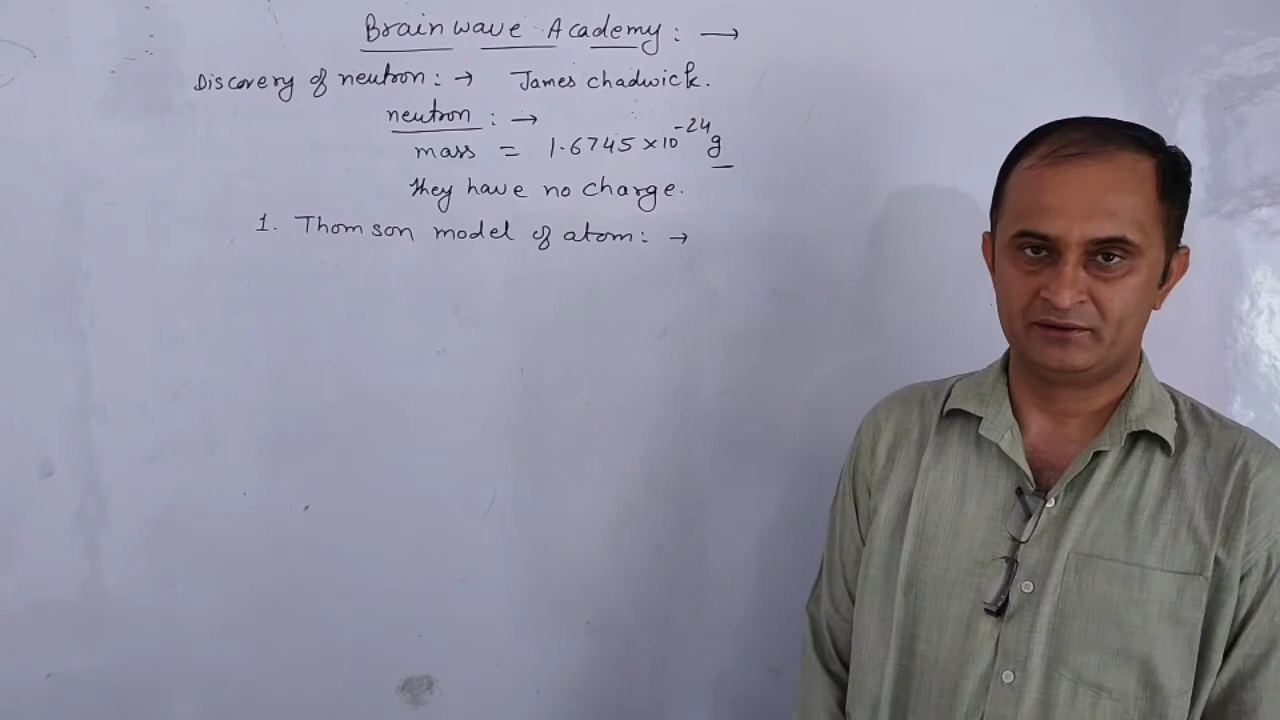 Brainwave Academy : →
Discovery of neutron : → James chadwick.
neutron : →
mass = 1.6745 × 10⁻²⁴ g
They have no charge.
1. Thomson model of atom : →